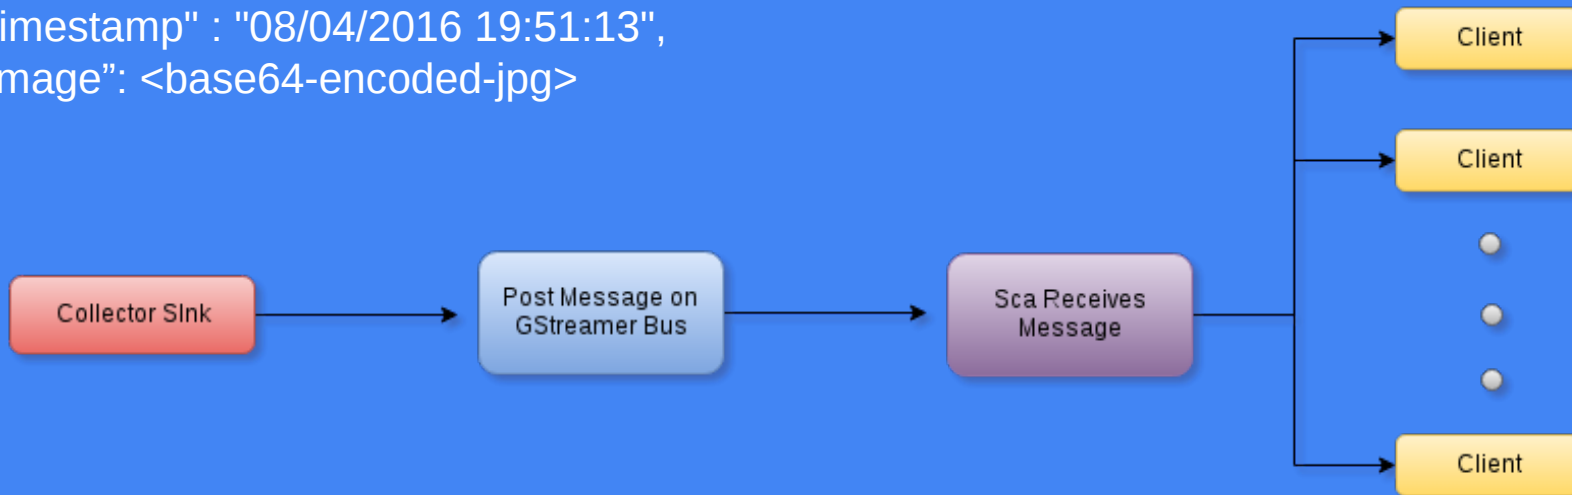 imestamp" : "08/04/2016 19:51:13",
mage”: <base64-encoded-jpg>
Client
Client
Collector SInk
Post Message on
GStreamer Bus
Sca Receives
Message
Client